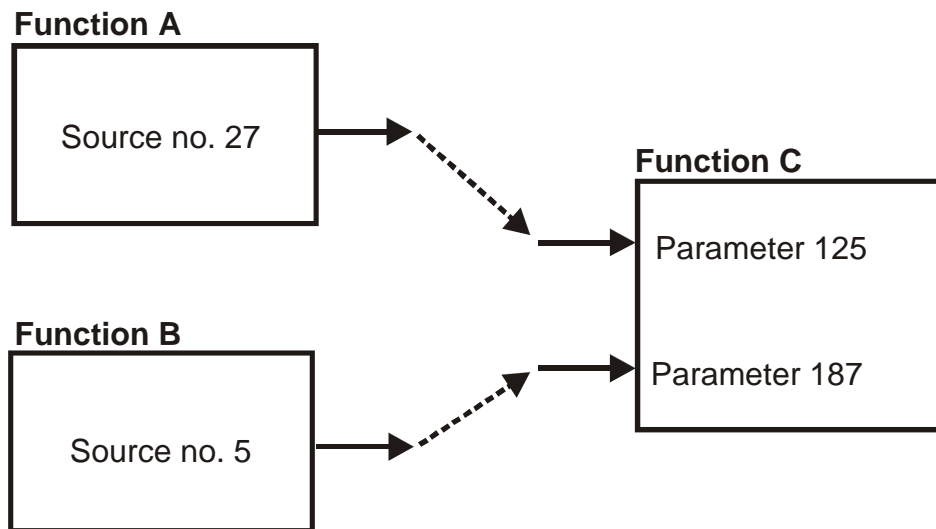 Function A
Source no. 27
Function C
Parameter 125
Function B
Parameter 187
Source no. 5